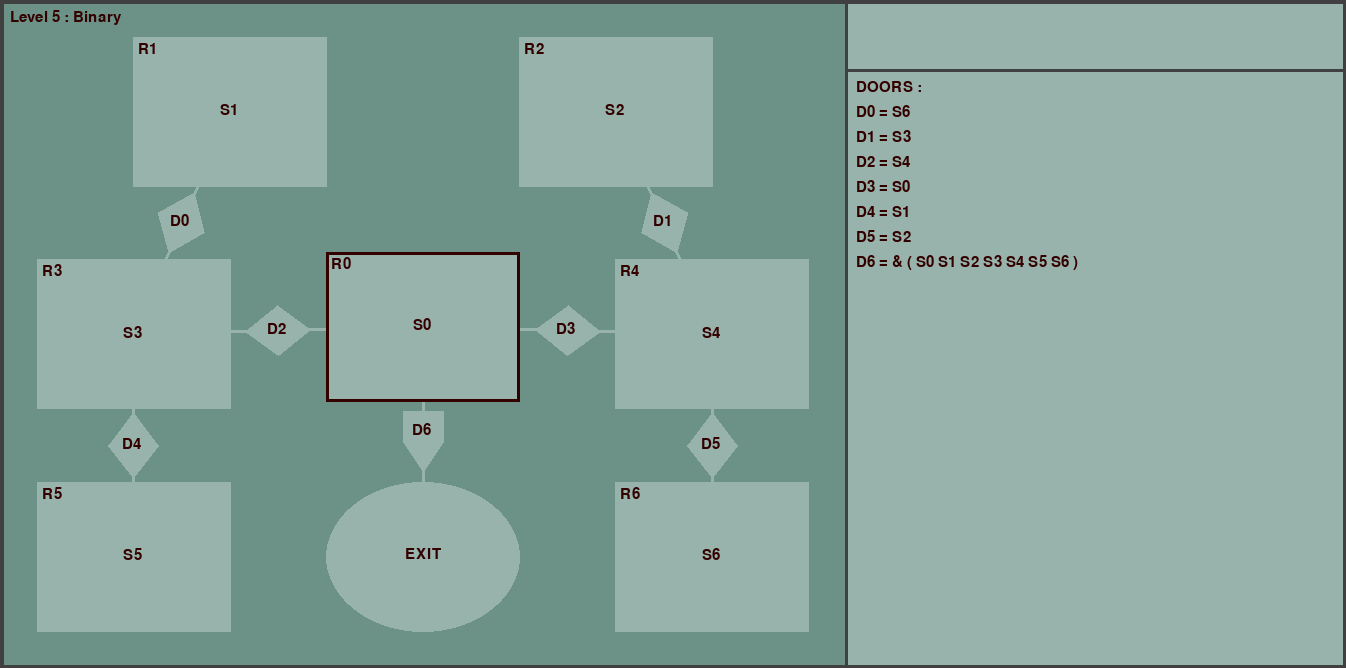 Level 5 : Binary
R1
S1
R2
S2
D0
D1
R3
S3
D2
R0
S0
D3
R4
S4
D4
D6
D5
R5
S5
EXIT
R6
S6
DOORS :
D0 = S6
D1 = S3
D2 = S4
D3 = S0
D4 = S1
D5 = S2
D6 = & ( S0 S1 S2 S3 S4 S5 S6 )